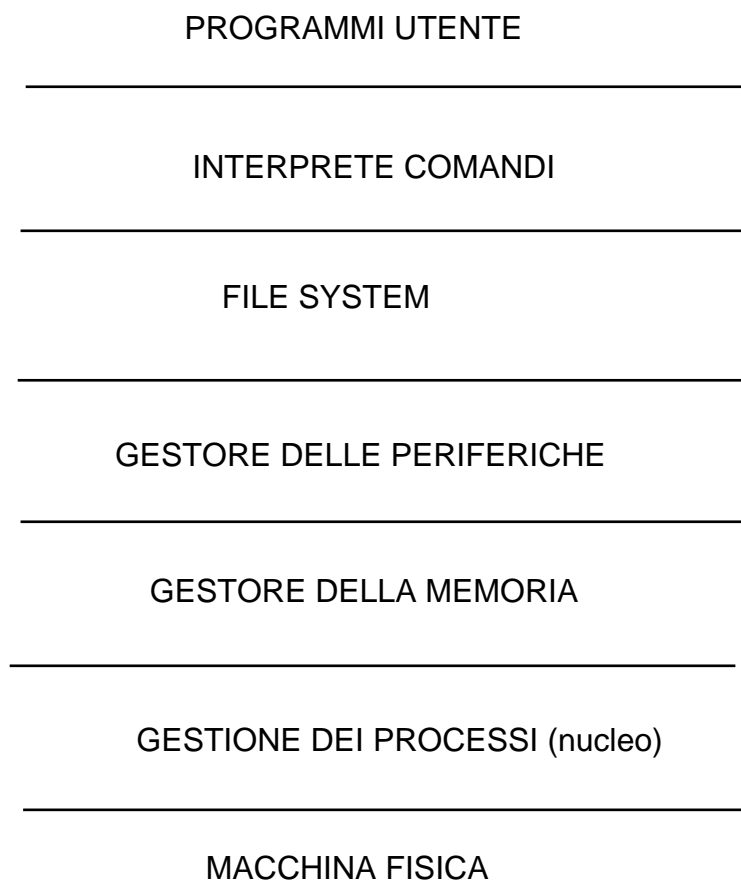 PROGRAMMI UTENTE
INTERPRETE COMANDI
FILE SYSTEM
GESTORE DELLE PERIFERICHE
GESTORE DELLA MEMORIA
GESTIONE DEI PROCESSI (nucleo)
MACCHINA FISICA